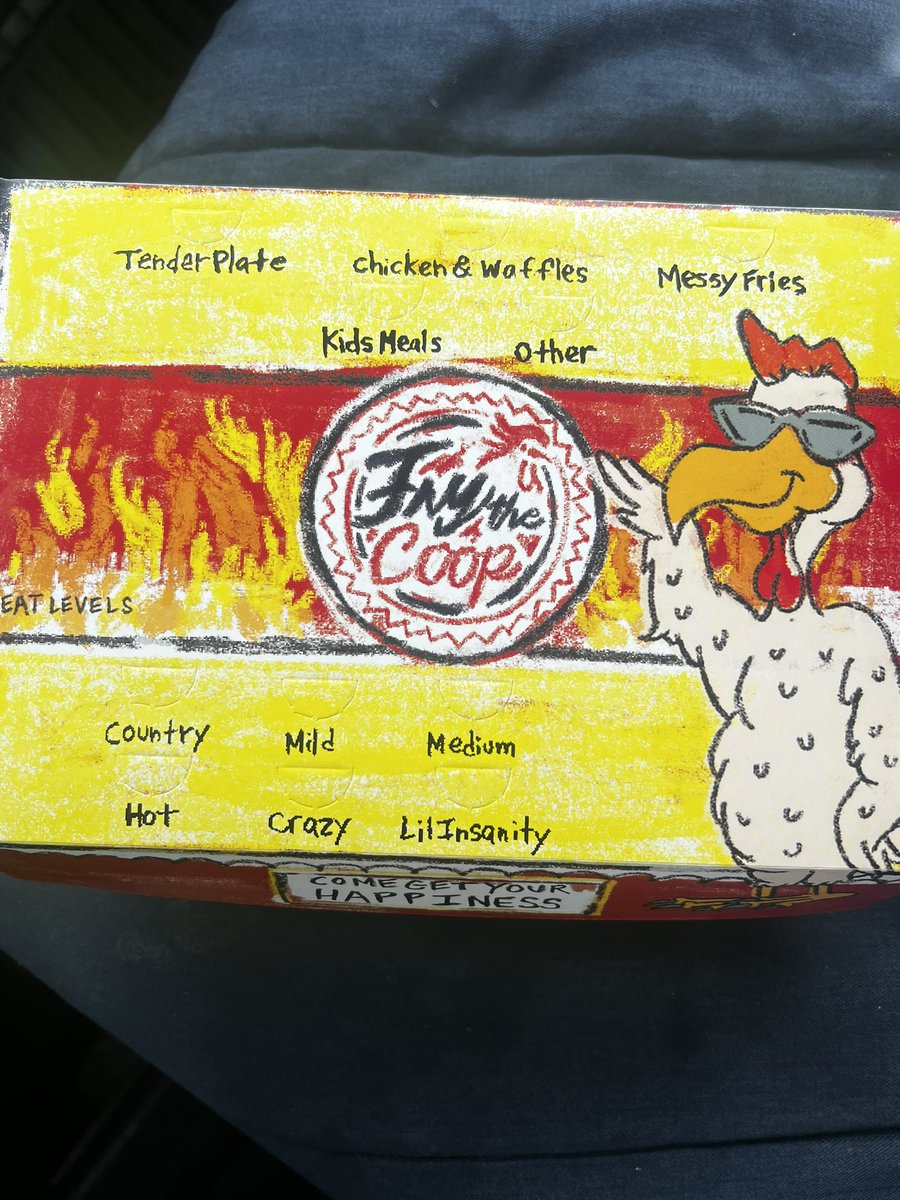 Tender Plate Chicken & Waffles Messy Fries
Kids Meals Other
Fry the
Coop
EAT LEVELS
Country Mild Medium
Hot Crazy Lil Insanity
COME GET YOUR
HAPPINESS